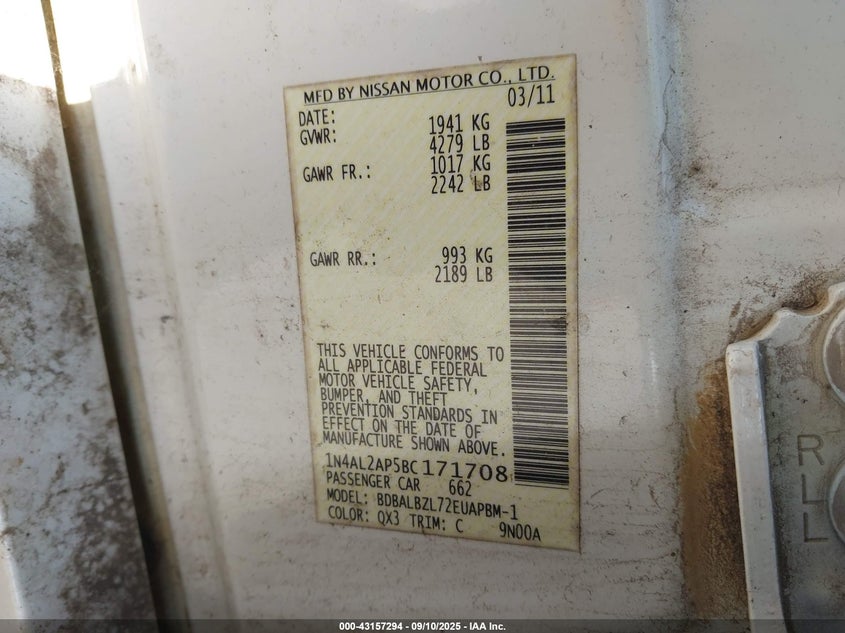 MFD BY NISSAN MOTOR CO., LTD.
DATE: 03/11
GVWR: 1941 KG
4279 LB
GAWR FR.: 1017 KG
2242 LB
GAWR RR.: 993 KG
2189 LB
THIS VEHICLE CONFORMS TO
ALL APPLICABLE FEDERAL
MOTOR VEHICLE SAFETY,
BUMPER, AND THEFT
PREVENTION STANDARDS IN
EFFECT ON THE DATE OF
MANUFACTURE SHOWN ABOVE.
1N4AL2AP5BC171708
PASSENGER CAR 662
MODEL: BDBALBZL72EUAPBM-1
COLOR: QX3 TRIM: C 9N00A
R
L
L
000-43157294 - 09/10/2025 - IAA Inc.